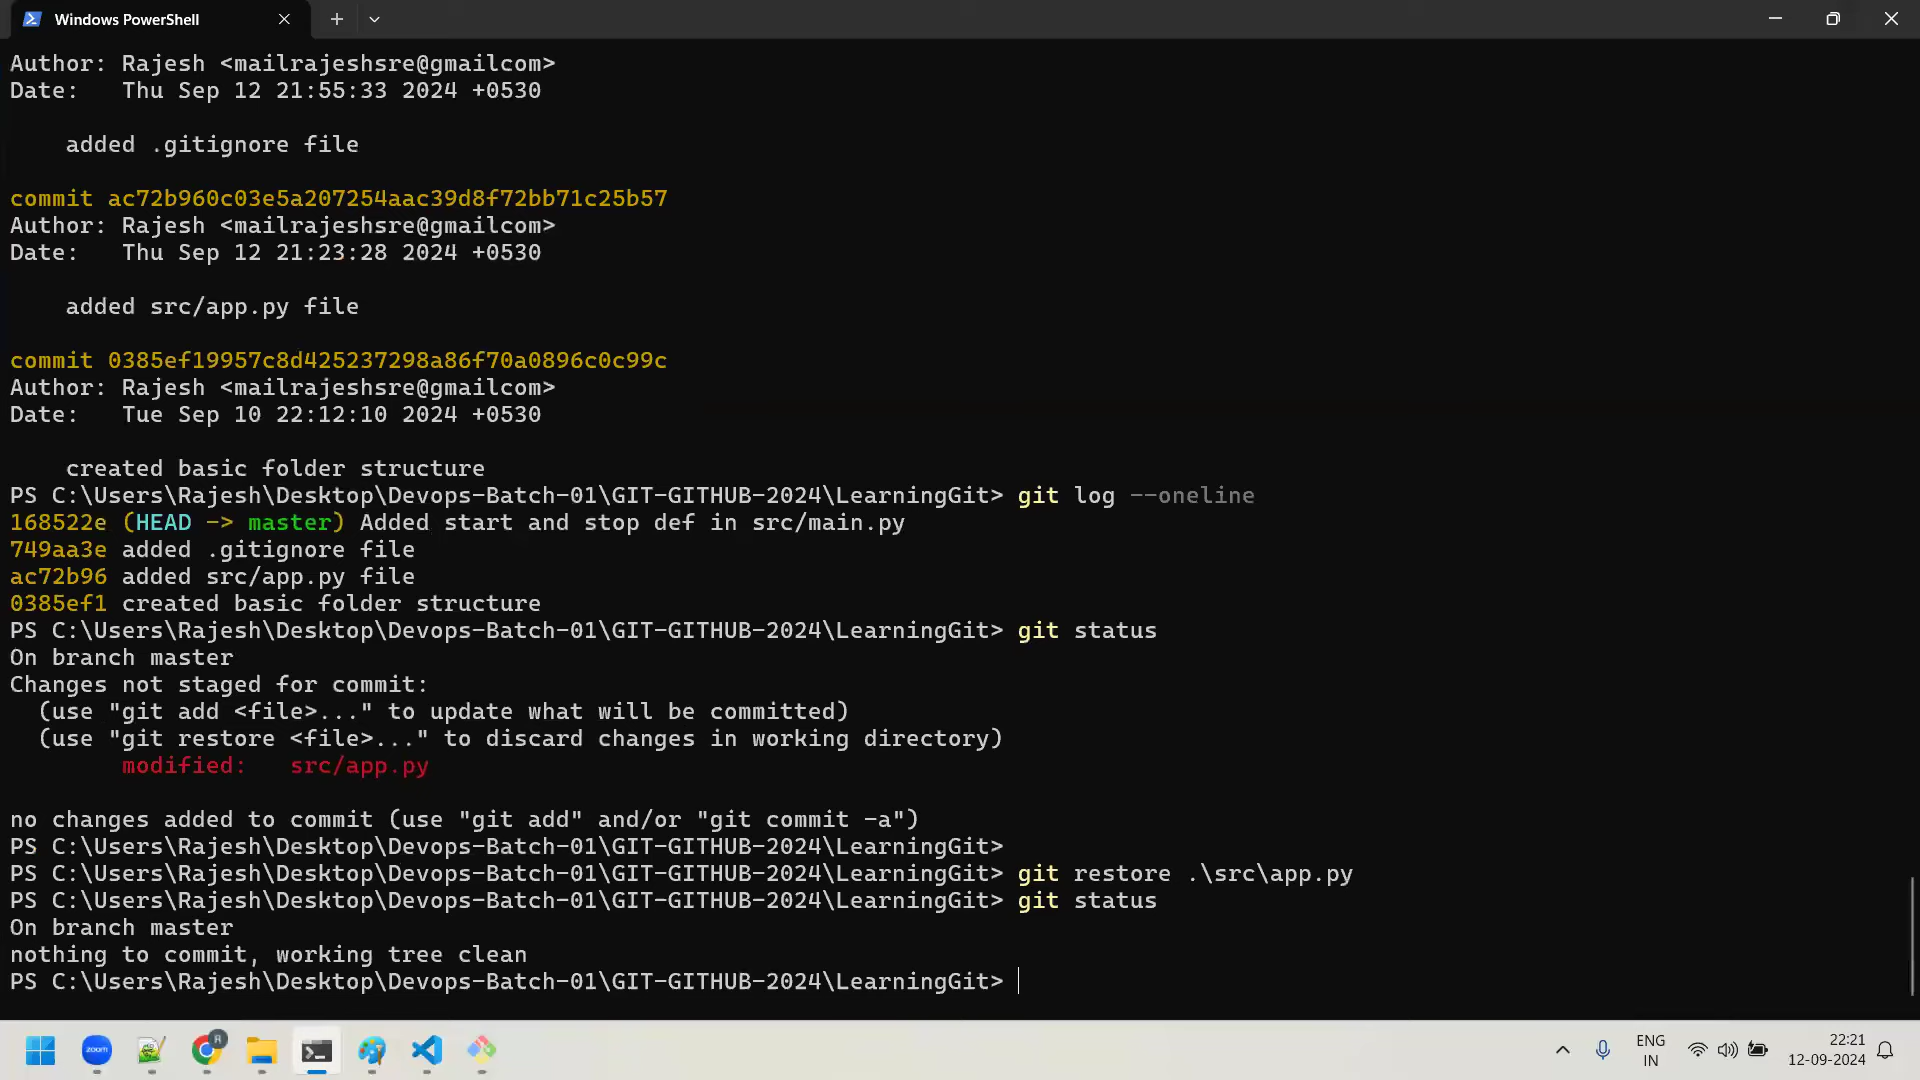 Windows PowerShell
Author: Rajesh <mailrajeshsre@gmailcom>
Date:   Thu Sep 12 21:55:33 2024 +0530
    added .gitignore file
commit ac72b960c03e5a207254aac39d8f72bb71c25b57
Author: Rajesh <mailrajeshsre@gmailcom>
Date:   Thu Sep 12 21:23:28 2024 +0530
    added src/app.py file
commit 0385ef19957c8d425237298a86f70a0896c0c99c
Author: Rajesh <mailrajeshsre@gmailcom>
Date:   Tue Sep 10 22:12:10 2024 +0530
    created basic folder structure
PS C:\Users\Rajesh\Desktop\Devops-Batch-01\GIT-GITHUB-2024\LearningGit> git log --oneline
168522e (HEAD -> master) Added start and stop def in src/main.py
749aa3e added .gitignore file
ac72b96 added src/app.py file
0385ef1 created basic folder structure
PS C:\Users\Rajesh\Desktop\Devops-Batch-01\GIT-GITHUB-2024\LearningGit> git status
On branch master
Changes not staged for commit:
  (use "git add <file>..." to update what will be committed)
  (use "git restore <file>..." to discard changes in working directory)
        modified:   src/app.py
no changes added to commit (use "git add" and/or "git commit -a")
PS C:\Users\Rajesh\Desktop\Devops-Batch-01\GIT-GITHUB-2024\LearningGit>
PS C:\Users\Rajesh\Desktop\Devops-Batch-01\GIT-GITHUB-2024\LearningGit> git restore .\src\app.py
PS C:\Users\Rajesh\Desktop\Devops-Batch-01\GIT-GITHUB-2024\LearningGit> git status
On branch master
nothing to commit, working tree clean
PS C:\Users\Rajesh\Desktop\Devops-Batch-01\GIT-GITHUB-2024\LearningGit>
zoom
R
ENG
IN
22:21
12-09-2024